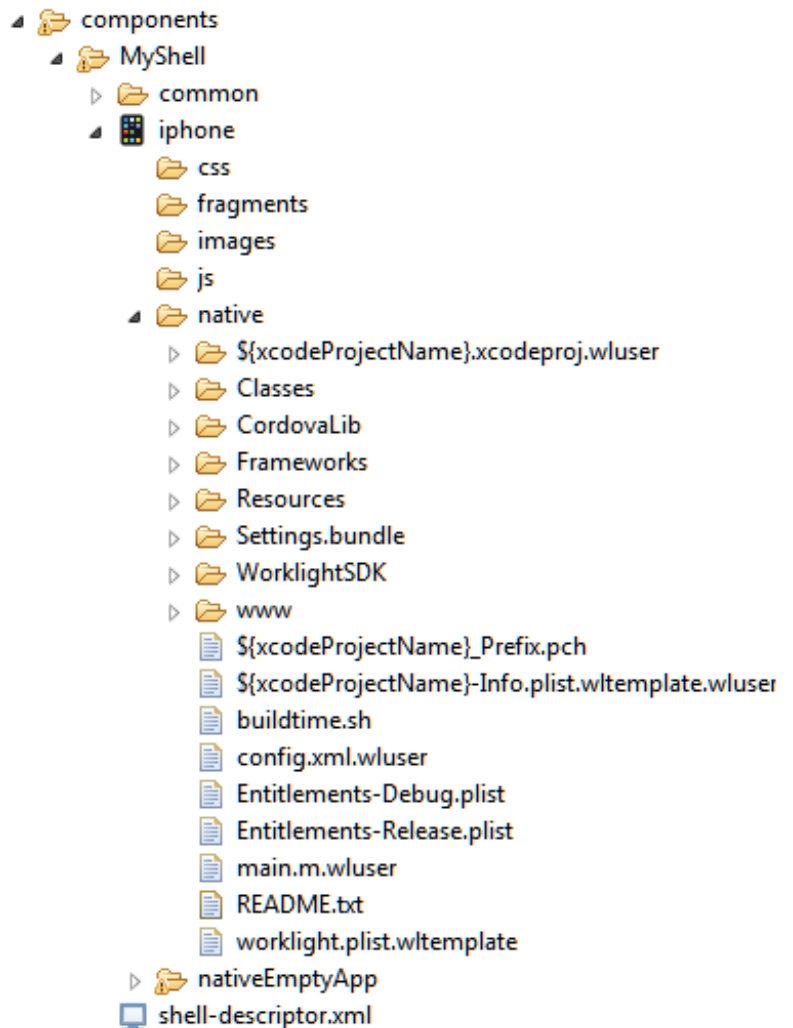 components
MyShell
common
iphone
css
fragments
images
js
native
${xcodeProjectName}.xcodeproj.wluser
Classes
CordovaLib
Frameworks
Resources
Settings.bundle
WorklightSDK
www
${xcodeProjectName}_Prefix.pch
${xcodeProjectName}-Info.plist.wltemplate.wluser
buildtime.sh
config.xml.wluser
Entitlements-Debug.plist
Entitlements-Release.plist
main.m.wluser
README.txt
worklight.plist.wltemplate
nativeEmptyApp
shell-descriptor.xml